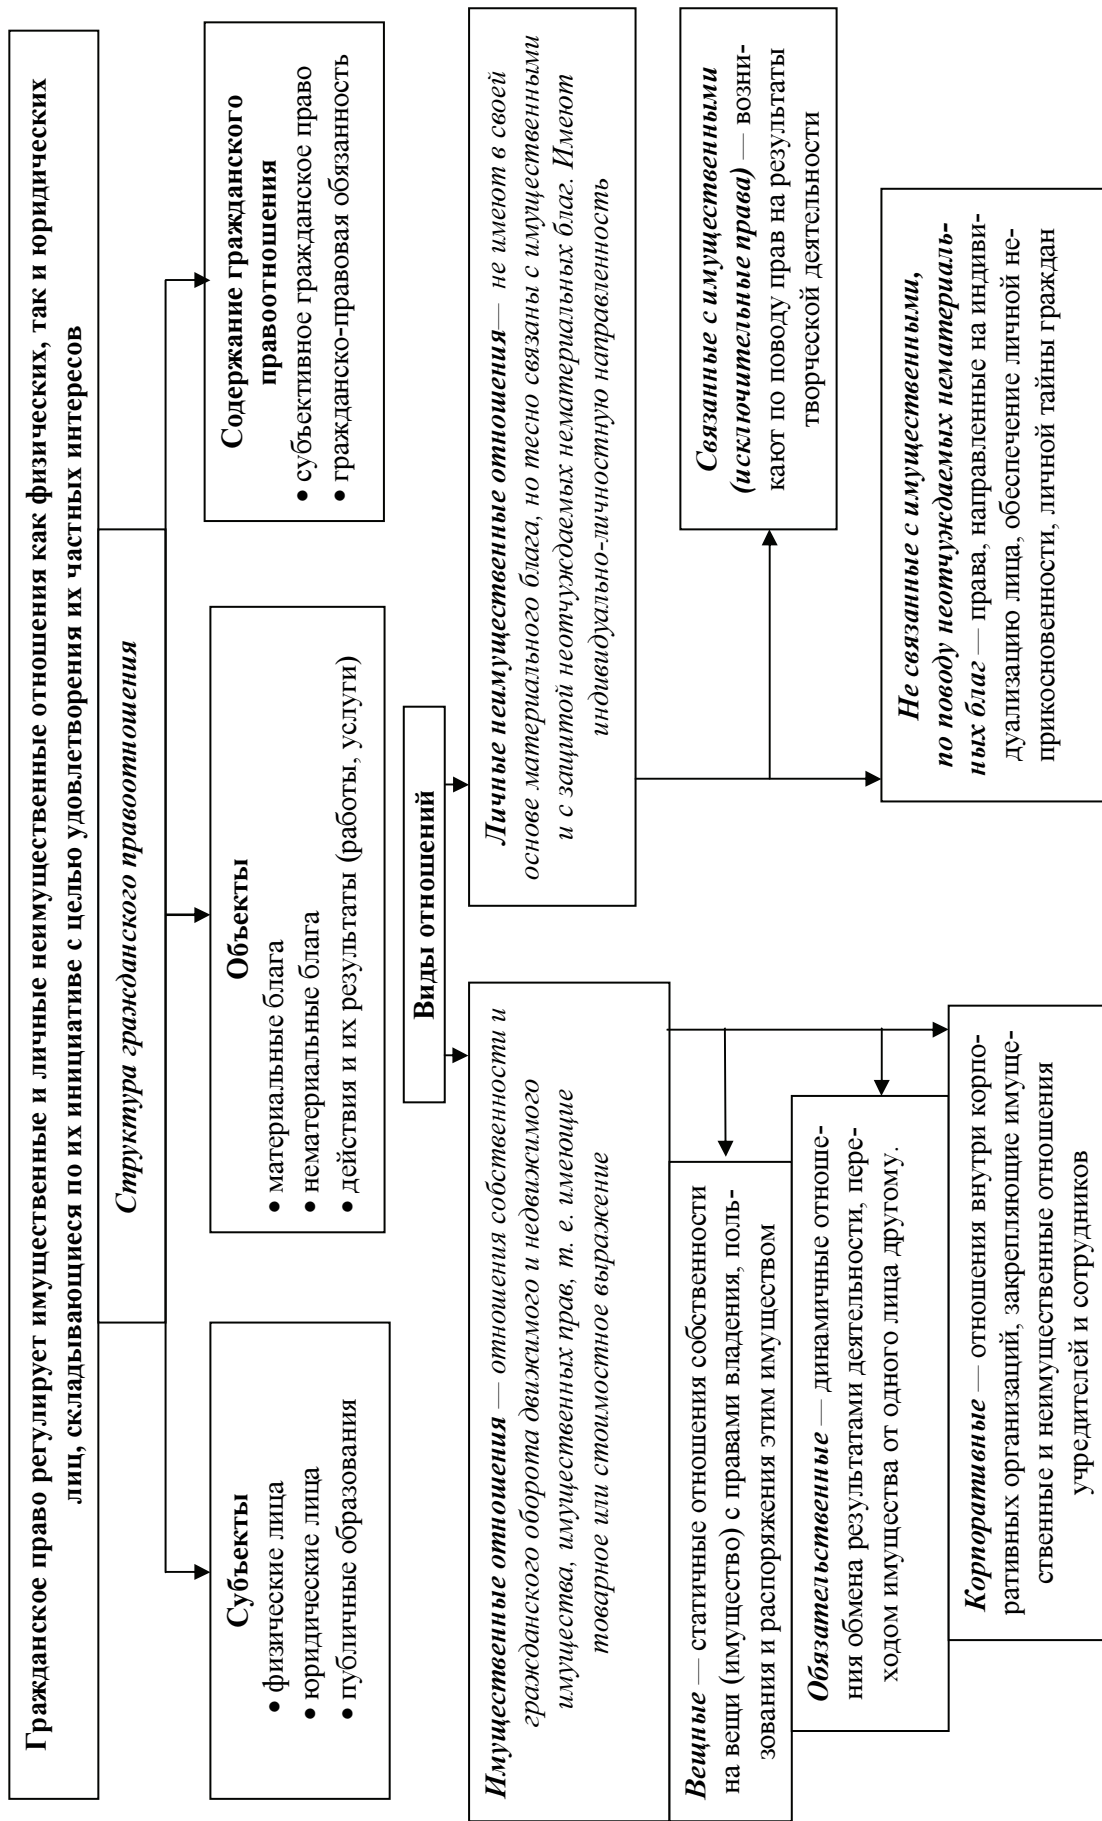 Гражданское право регулирует имущественные и личные неимущественные отношения как физических, так и юридических
лиц, складывающиеся по их инициативе с целью удовлетворения их частных интересов
Структура гражданского правоотношения
Субъекты
• физические лица
• юридические лица
• публичные образования
Объекты
• материальные блага
• нематериальные блага
• действия и их результаты (работы, услуги)
Содержание гражданского
правоотношения
• субъективное гражданское право
• гражданско-правовая обязанность
Виды отношений
Имущественные отношения — отношения собственности и
гражданского оборота движимого и недвижимого
имущества, имущественных прав, т. е. имеющие
товарное или стоимостное выражение
Личные неимущественные отношения — не имеют в своей
основе материального блага, но тесно связаны с имущественными
и с защитой неотчуждаемых нематериальных благ. Имеют
индивидуально-личностную направленность
Вещные — статичные отношения собственности
на вещи (имущество) с правами владения, поль-
зования и распоряжения этим имуществом
Обязательственные — динамичные отноше-
ния обмена результатами деятельности, пере-
ходом имущества от одного лица другому.
Корпоративные — отношения внутри корпо-
ративных организаций, закрепляющие имуще-
ственные и неимущественные отношения
учредителей и сотрудников
Связанные с имущественными
(исключительные права) — возни-
кают по поводу прав на результаты
творческой деятельности
Не связанные с имущественными,
по поводу неотчуждаемых нематериаль-
ных благ — права, направленные на индиви-
дуализацию лица, обеспечение личной не-
прикосновенности, личной тайны граждан